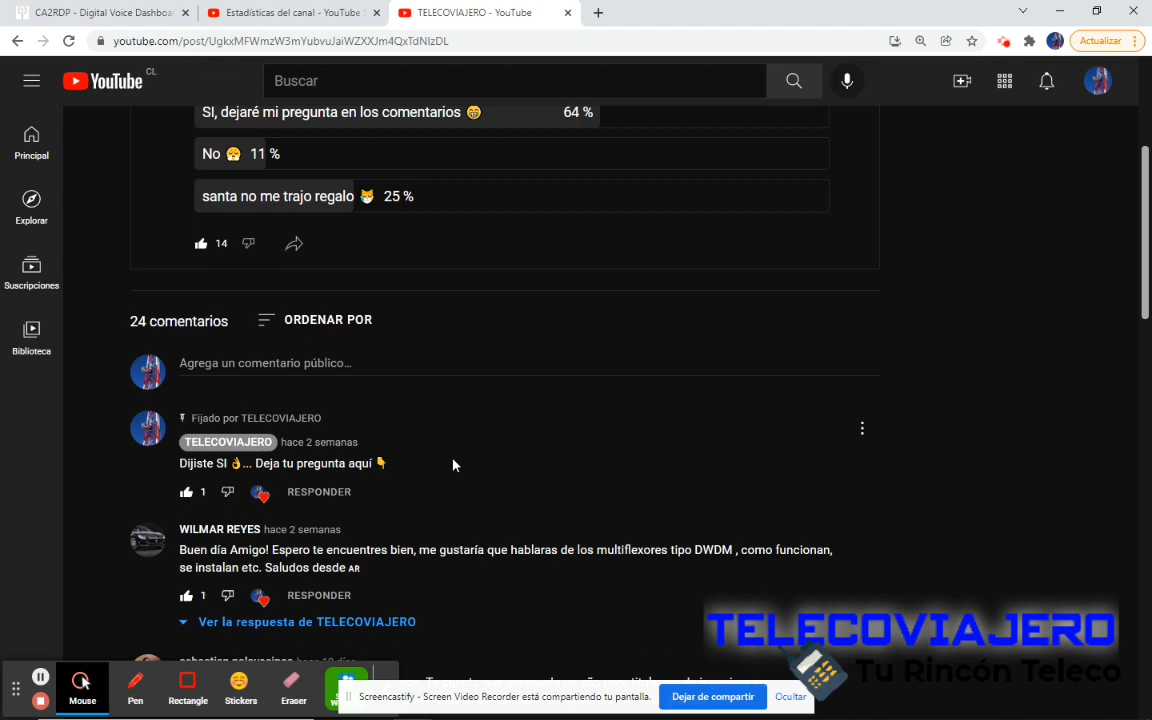 CA2RDP - Digital Voice Dashboa
Estadísticas del canal - YouTube
TELECOVIAJERO - YouTube
youtube.com/post/UgkxMFWmzW3mYubvuJaiWZXXJm4QxTdNIzDL
Actualizar
YouTube CL
Buscar
Principal
Explorar
Suscripciones
Biblioteca
SI, dejaré mi pregunta en los comentarios 😁 64 %
No 😤 11 %
santa no me trajo regalo 😹 25 %
14
24 comentarios
ORDENAR POR
Agrega un comentario público...
Fijado por TELECOVIAJERO
TELECOVIAJERO hace 2 semanas
Dijiste SI 👌... Deja tu pregunta aquí 👇
1 RESPONDER
WILMAR REYES hace 2 semanas
Buen día Amigo! Espero te encuentres bien, me gustaría que hablaras de los multiflexores tipo DWDM , como funcionan,
se instalan etc. Saludos desde AR
1 RESPONDER
Ver la respuesta de TELECOVIAJERO
TELECOVIAJERO
Tu Rincón Teleco
Mouse
Pen
Rectangle
Stickers
Eraser
Screencastify - Screen Video Recorder está compartiendo tu pantalla.
Dejar de compartir
Ocultar